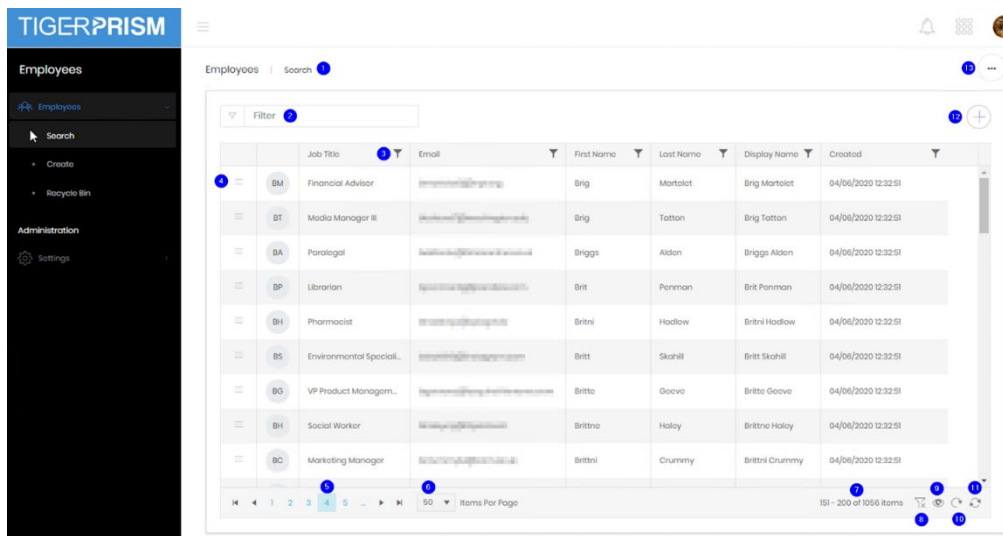 TIGERPRISM
Employees
Employees
Search
Create
Recycle Bin
Administration
Settings
Employees | Search 1
13
Filter 2
12
Job Title 3 Email First Name Last Name Display Name Created
4 BM Financial Advisor Brig Martelet Brig Martelet 04/06/2020 12:32:51
BT Media Manager III Brig Tatton Brig Tatton 04/06/2020 12:32:51
BA Paralegal Briggs Alden Briggs Alden 04/06/2020 12:32:51
BP Librarian Brit Penman Brit Penman 04/06/2020 12:32:51
BH Pharmacist Britni Hadlow Britni Hadlow 04/06/2020 12:32:51
BS Environmental Speciali... Britt Skahill Britt Skahill 04/06/2020 12:32:51
BG VP Product Managem... Britte Geeve Britte Geeve 04/06/2020 12:32:51
BH Social Worker Brittne Haley Brittne Haley 04/06/2020 12:32:51
BC Marketing Manager Brittni Crummy Brittni Crummy 04/06/2020 12:32:51
5 6 7 9 11
1 2 3 4 5 ... 50 Items Per Page 151 - 200 of 1056 items
8 10